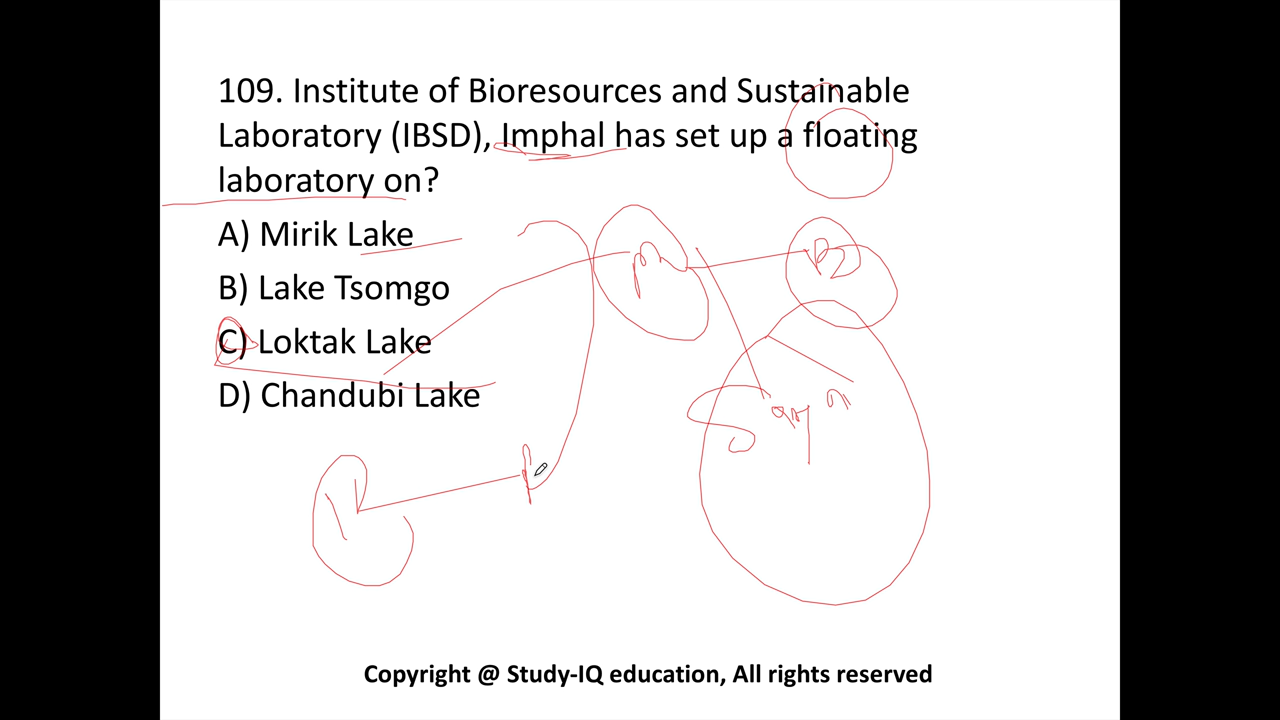 109. Institute of Bioresources and Sustainable
Laboratory (IBSD), Imphal has set up a floating
laboratory on?
A) Mirik Lake
B) Lake Tsomgo
C) Loktak Lake
D) Chandubi Lake
Copyright @ Study-IQ education, All rights reserved